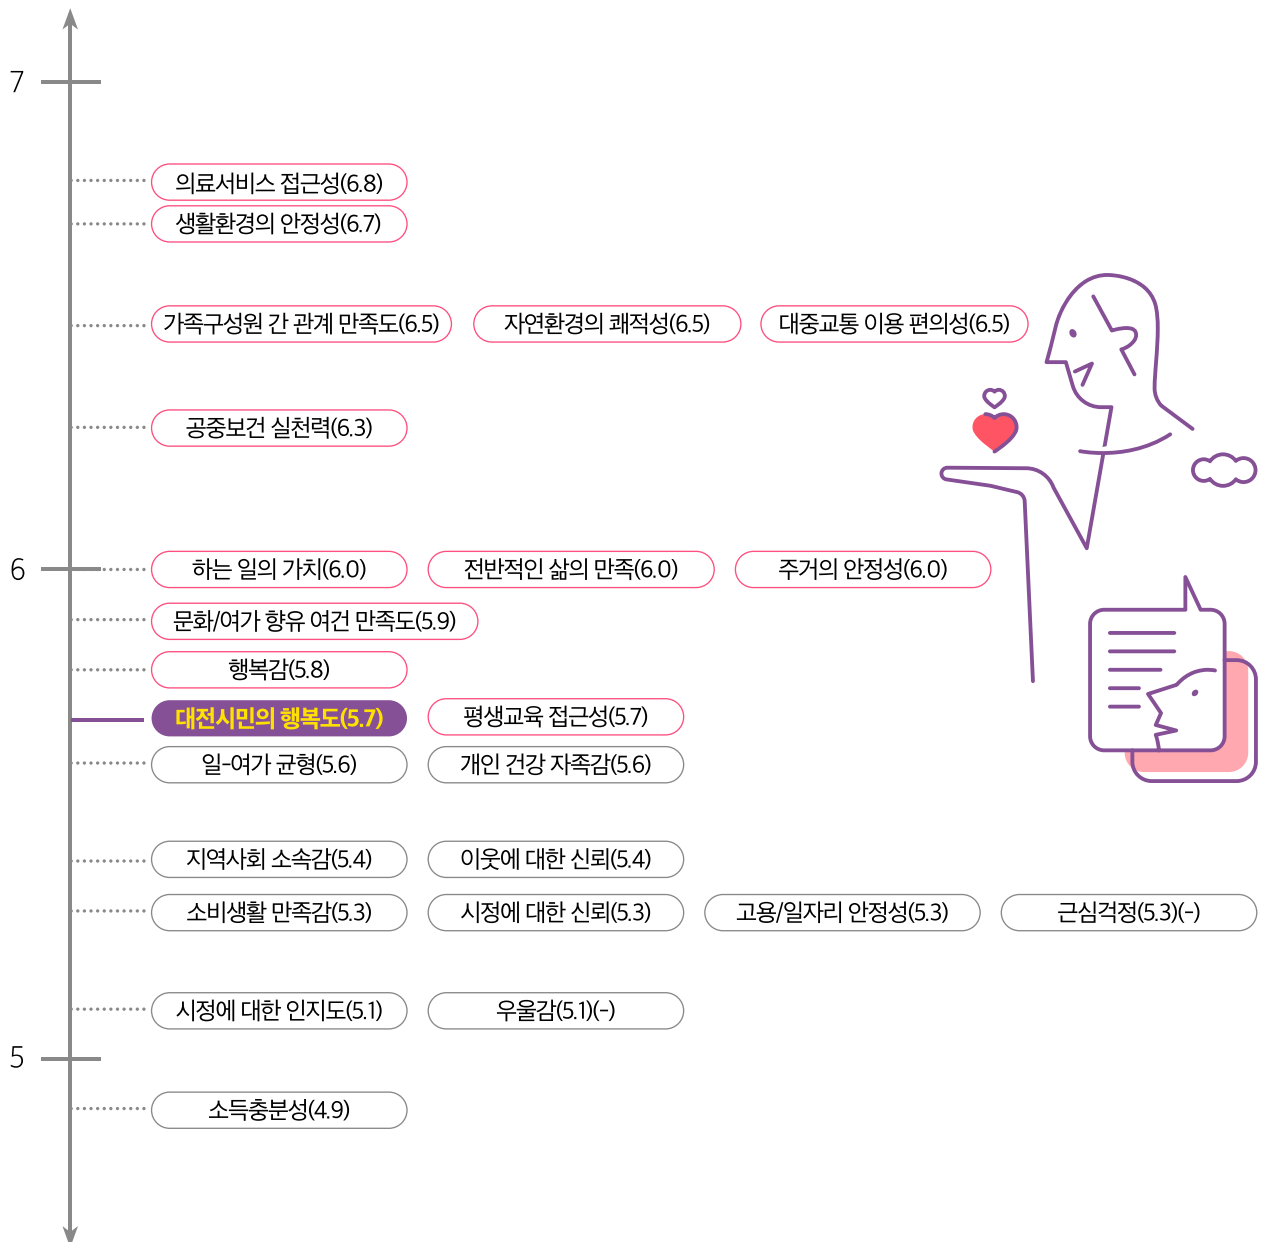 7
의료서비스 접근성(6.8)
생활환경의 안정성(6.7)
가족구성원 간 관계 만족도(6.5) 자연환경의 쾌적성(6.5) 대중교통 이용 편의성(6.5)
공중보건 실천력(6.3)
6 하는 일의 가치(6.0) 전반적인 삶의 만족(6.0) 주거의 안정성(6.0)
문화/여가 향유 여건 만족도(5.9)
행복감(5.8)
대전시민의 행복도(5.7) 평생교육 접근성(5.7)
일-여가 균형(5.6) 개인 건강 자족감(5.6)
지역사회 소속감(5.4) 이웃에 대한 신뢰(5.4)
소비생활 만족감(5.3) 시정에 대한 신뢰(5.3) 고용/일자리 안정성(5.3) 근심걱정(5.3)(-)
시정에 대한 인지도(5.1) 우울감(5.1)(-)
5
소득충분성(4.9)